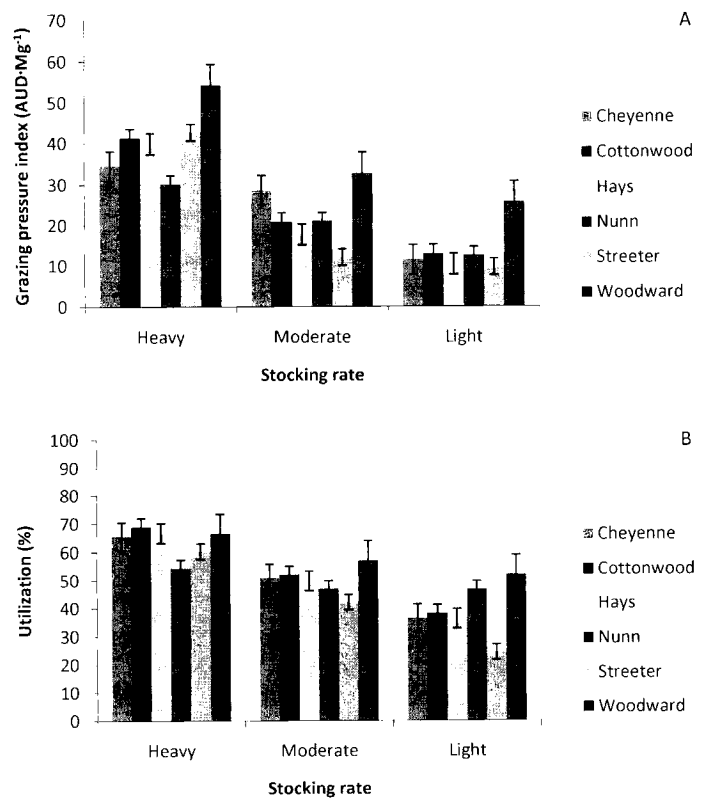 A
Grazing pressure index (AUD·Mg⁻¹)
70
60
50
40
30
20
10
0
Heavy
Moderate
Light
Stocking rate
Cheyenne
Cottonwood
Hays
Nunn
Streeter
Woodward
B
Utilization (%)
100
90
80
70
60
50
40
30
20
10
0
Heavy
Moderate
Light
Stocking rate
Cheyenne
Cottonwood
Hays
Nunn
Streeter
Woodward